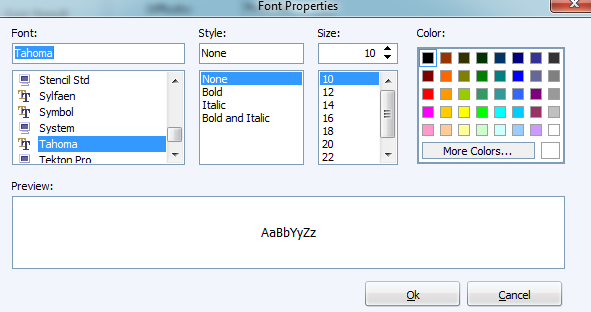 Font Properties
Font:
Style:
Size:
Color:
Tahoma
None
10
Stencil Std
Sylfaen
Symbol
System
Tahoma
Tekton Pro
None
Bold
Italic
Bold and Italic
10
12
14
16
18
20
22
More Colors...
Preview:
AaBbYyZz
Ok
Cancel